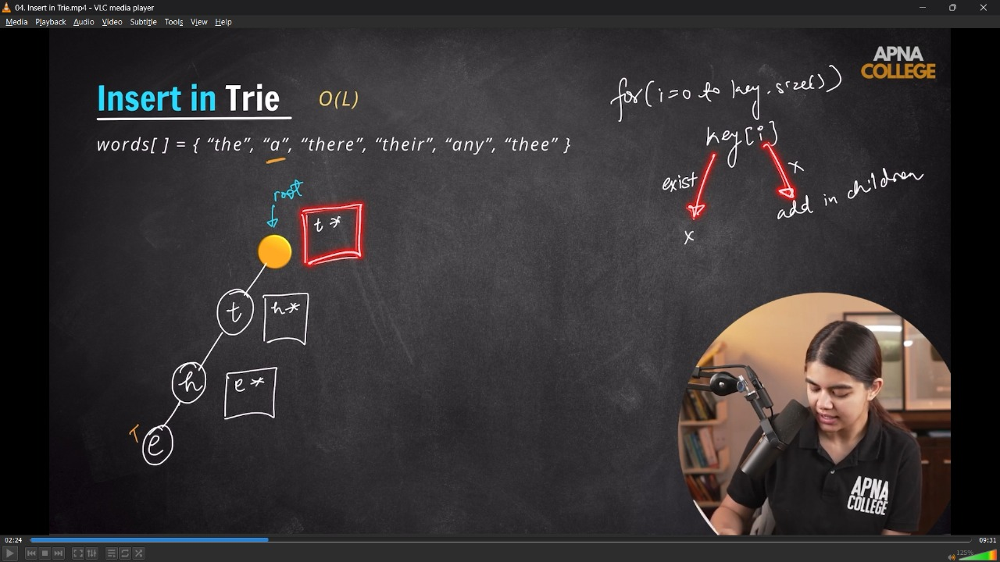 04. Insert in Trie.mp4 - VLC media player
Media Playback Audio Video Subtitle Tools View Help
APNA
COLLEGE
Insert in Trie O(L)
for(i=0 to key.size())
words[ ] = { “the”, “a”, “there”, “their”, “any”, “thee” }
key[i]
exist x
root
add in children
x
t*
t h*
h e*
T e
APNA
COLLEGE
02:24 09:31
125%